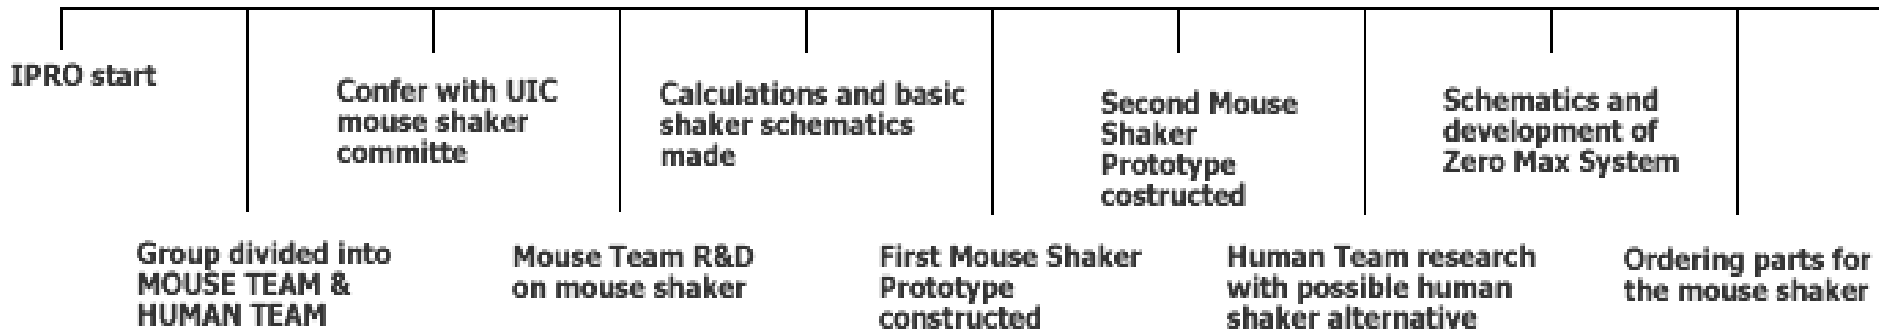 IPRO start
Group divided into
MOUSE TEAM &
HUMAN TEAM
Confer with UIC
mouse shaker
committe
Mouse Team R&D
on mouse shaker
Calculations and basic
shaker schematics
made
First Mouse Shaker
Prototype
constructed
Second Mouse
Shaker
Prototype
costructed
Human Team research
with possible human
shaker alternative
Schematics and
development of
Zero Max System
Ordering parts for
the mouse shaker